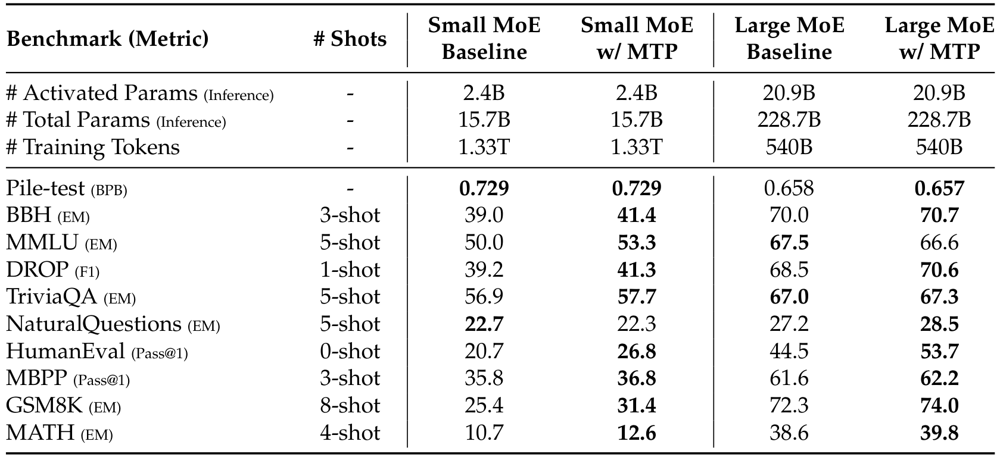 Benchmark (Metric) # Shots Small MoE Baseline Small MoE w/ MTP Large MoE Baseline Large MoE w/ MTP
# Activated Params (Inference) - 2.4B 2.4B 20.9B 20.9B
# Total Params (Inference) - 15.7B 15.7B 228.7B 228.7B
# Training Tokens - 1.33T 1.33T 540B 540B
Pile-test (BPB) - 0.729 0.729 0.658 0.657
BBH (EM) 3-shot 39.0 41.4 70.0 70.7
MMLU (EM) 5-shot 50.0 53.3 67.5 66.6
DROP (F1) 1-shot 39.2 41.3 68.5 70.6
TriviaQA (EM) 5-shot 56.9 57.7 67.0 67.3
NaturalQuestions (EM) 5-shot 22.7 22.3 27.2 28.5
HumanEval (Pass@1) 0-shot 20.7 26.8 44.5 53.7
MBPP (Pass@1) 3-shot 35.8 36.8 61.6 62.2
GSM8K (EM) 8-shot 25.4 31.4 72.3 74.0
MATH (EM) 4-shot 10.7 12.6 38.6 39.8